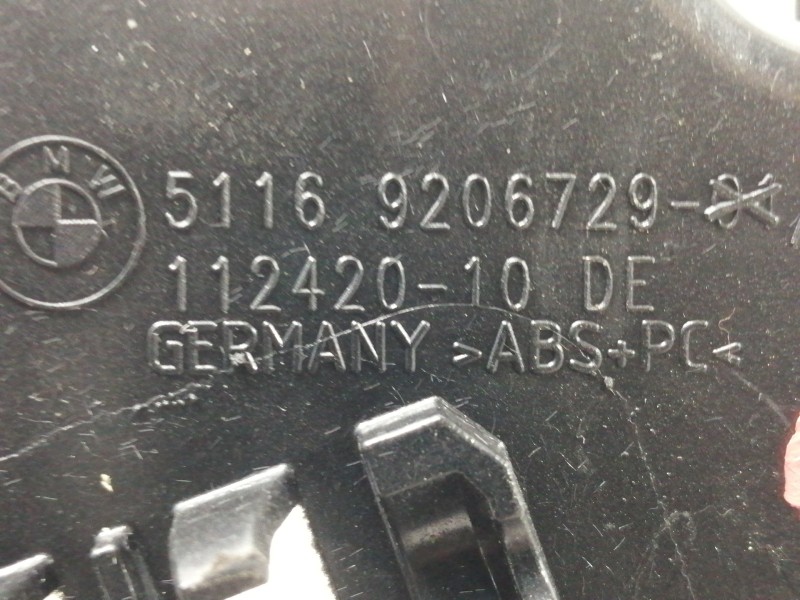 BMW
5116 9206729-
112420-10 DE
GERMANY >ABS+PC<